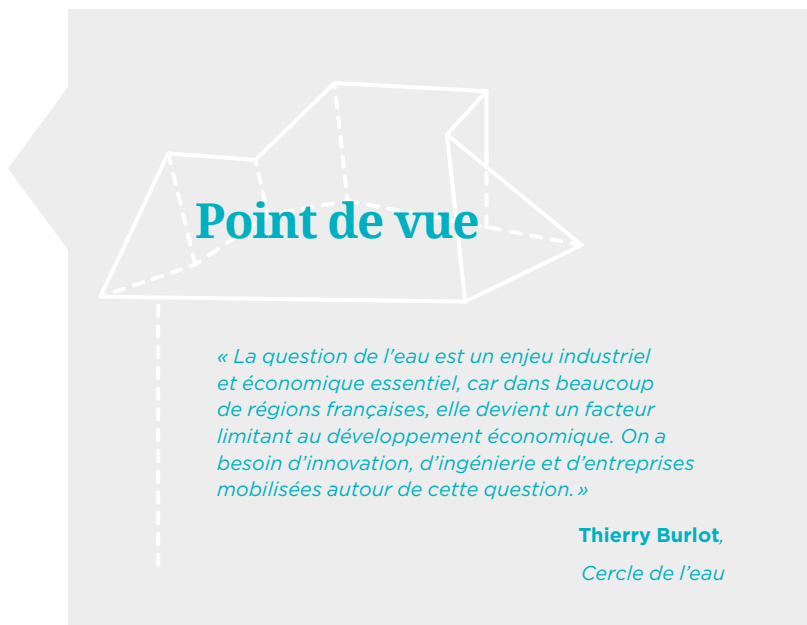 Point de vue
« La question de l'eau est un enjeu industriel
et économique essentiel, car dans beaucoup
de régions françaises, elle devient un facteur
limitant au développement économique. On a
besoin d’innovation, d’ingénierie et d’entreprises
mobilisées autour de cette question. »
Thierry Burlot,
Cercle de l’eau